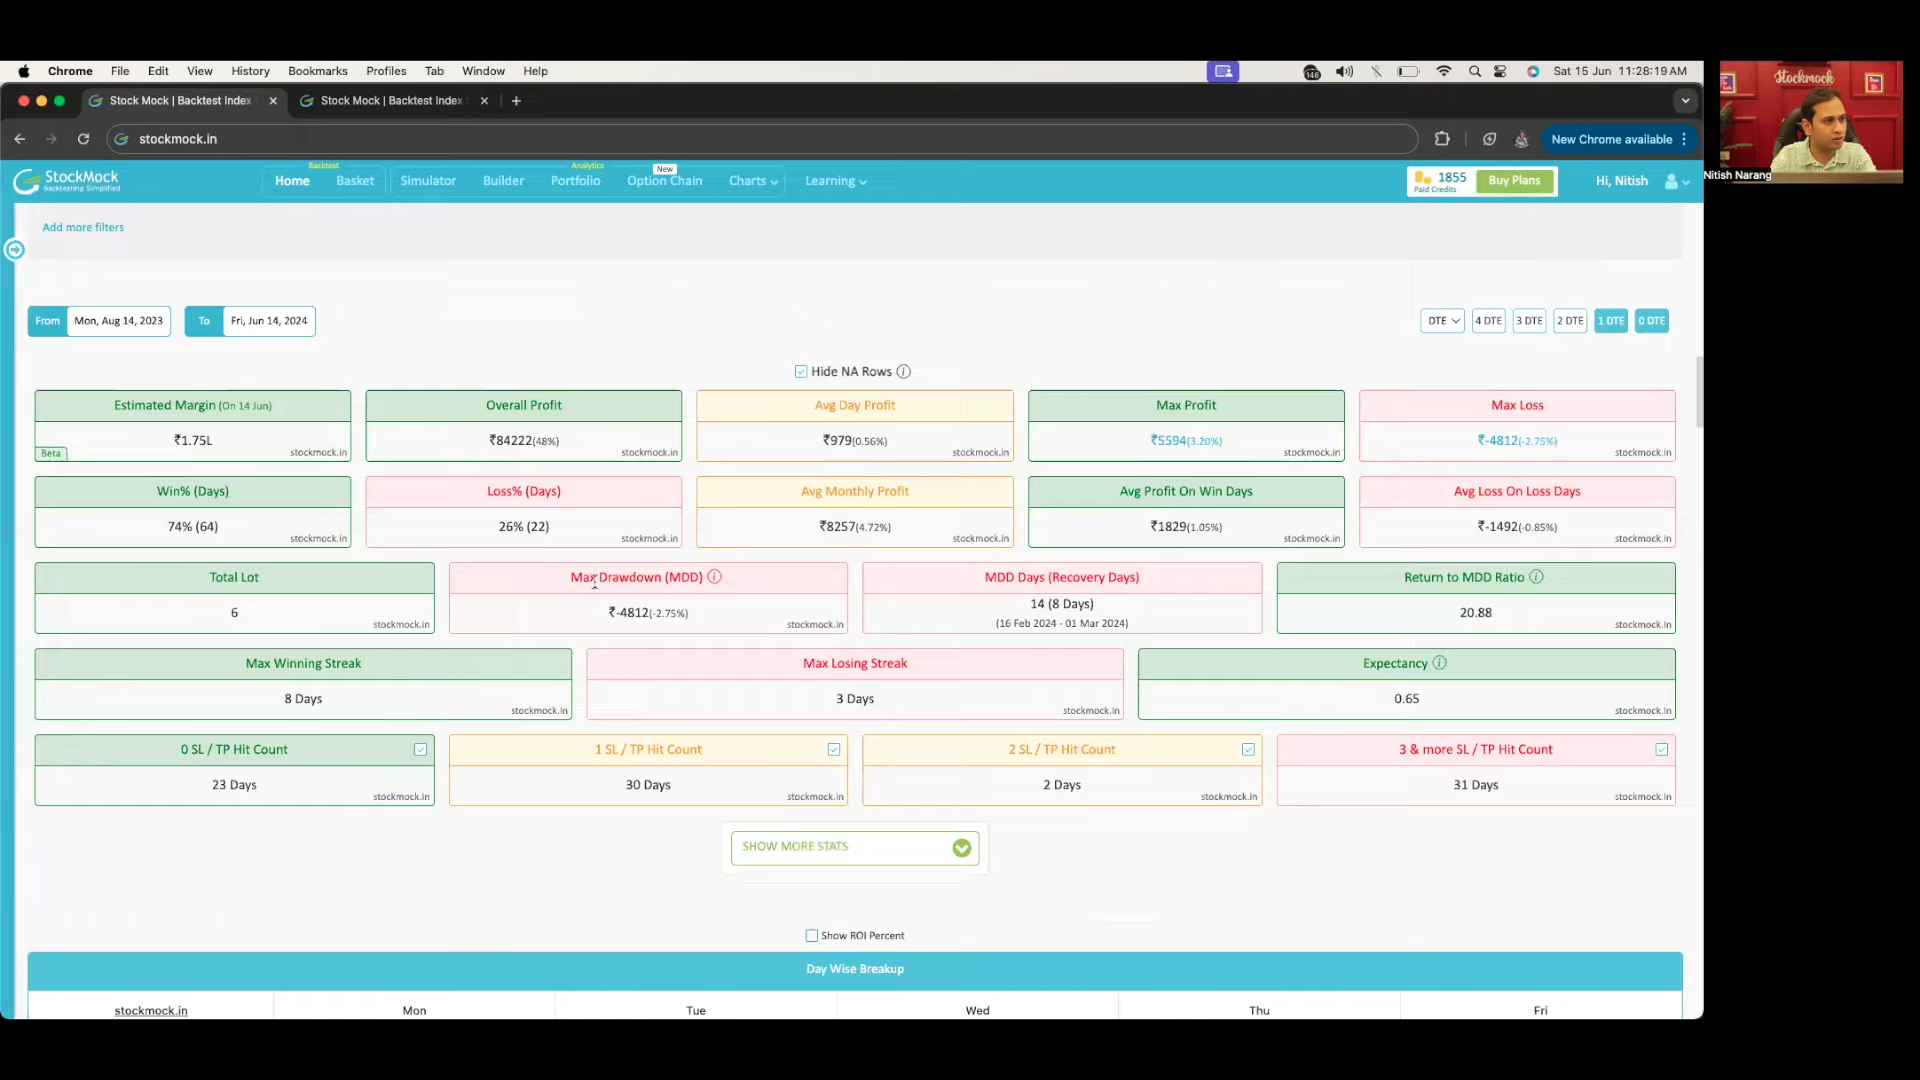 Chrome File Edit View History Bookmarks Profiles Tab Window Help
146
Sat 15 Jun 11:28:19 AM
Stock Mock | Backtest Index
Stock Mock | Backtest Index
stockmock.in
New Chrome available
Stockmock
Nitish Narang
StockMock
Backtesting Simplified
Backtest
Analytics
New
Home Basket Simulator Builder Portfolio Option Chain Charts Learning
1855
Paid Credits
Buy Plans
Hi, Nitish
Add more filters
From Mon, Aug 14, 2023 To Fri, Jun 14, 2024
DTE 4 DTE 3 DTE 2 DTE 1 DTE 0 DTE
Hide NA Rows
Estimated Margin (On 14 Jun)
₹1.75L
Beta
stockmock.in
Overall Profit
₹84222(48%)
stockmock.in
Avg Day Profit
₹979(0.56%)
stockmock.in
Max Profit
₹5594(3.20%)
stockmock.in
Max Loss
₹-4812(-2.75%)
stockmock.in
Win% (Days)
74% (64)
stockmock.in
Loss% (Days)
26% (22)
stockmock.in
Avg Monthly Profit
₹8257(4.72%)
stockmock.in
Avg Profit On Win Days
₹1829(1.05%)
stockmock.in
Avg Loss On Loss Days
₹-1492(-0.85%)
stockmock.in
Total Lot
6
stockmock.in
Max Drawdown (MDD)
₹-4812(-2.75%)
stockmock.in
MDD Days (Recovery Days)
14 (8 Days)
(16 Feb 2024 - 01 Mar 2024)
Return to MDD Ratio
20.88
stockmock.in
Max Winning Streak
8 Days
stockmock.in
Max Losing Streak
3 Days
stockmock.in
Expectancy
0.65
stockmock.in
0 SL / TP Hit Count
23 Days
stockmock.in
1 SL / TP Hit Count
30 Days
stockmock.in
2 SL / TP Hit Count
2 Days
stockmock.in
3 & more SL / TP Hit Count
31 Days
stockmock.in
SHOW MORE STATS
Show ROI Percent
Day Wise Breakup
stockmock.in Mon Tue Wed Thu Fri